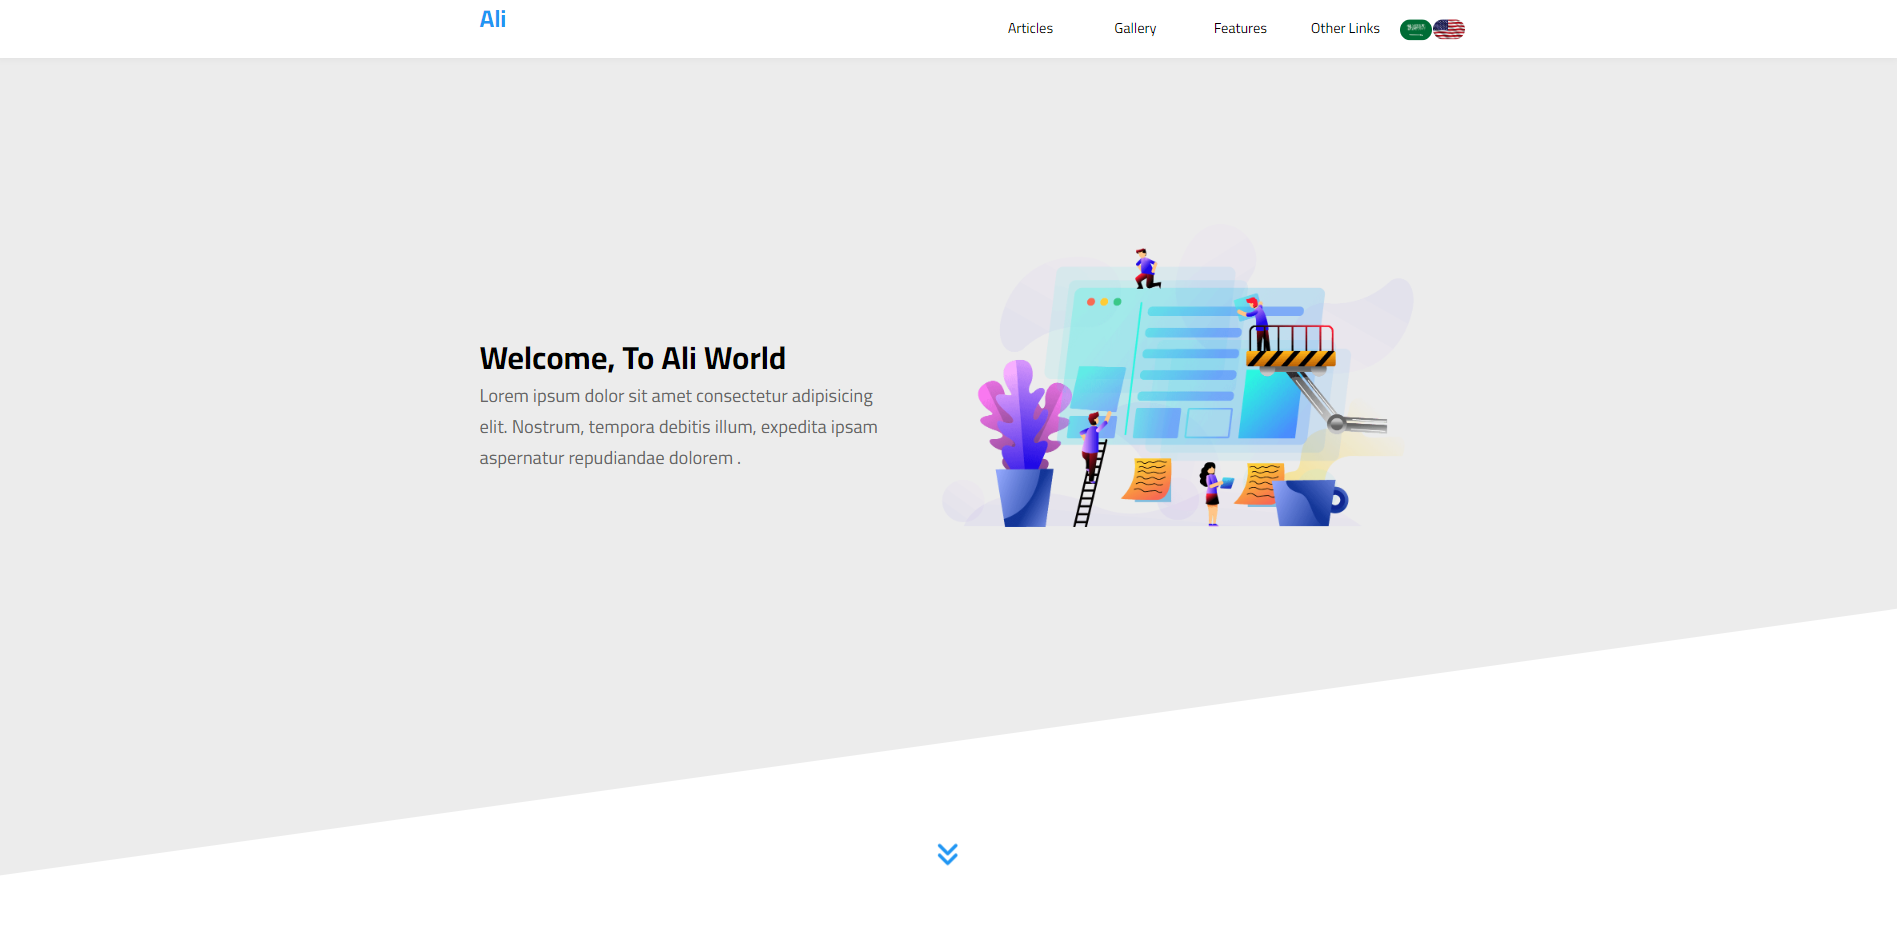 Ali
Articles
Gallery
Features
Other Links
Welcome, To Ali World
Lorem ipsum dolor sit amet consectetur adipisicing
elit. Nostrum, tempora debitis illum, expedita ipsam
aspernatur repudiandae dolorem .